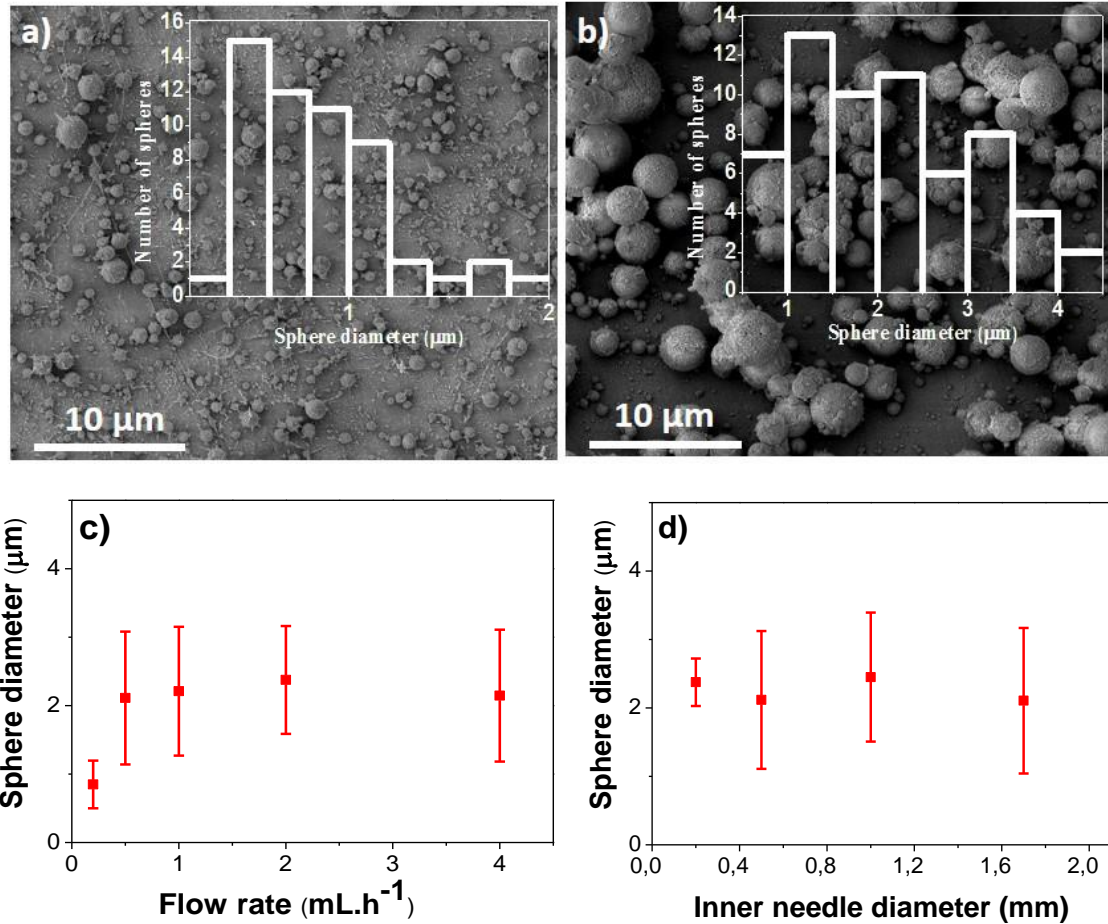 a)
Number of spheres
16
14
12
10
8
6
4
2
0
1
2
Sphere diameter (μm)
10 μm
b)
Number of spheres
14
12
10
8
6
4
2
0
1
2
3
4
Sphere diameter (μm)
10 μm
c)
Sphere diameter (μm)
4
2
0
0
1
2
3
4
Flow rate (mL.h-1)
d)
Sphere diameter (μm)
4
2
0
0,0
0,4
0,8
1,2
1,6
2,0
Inner needle diameter (mm)